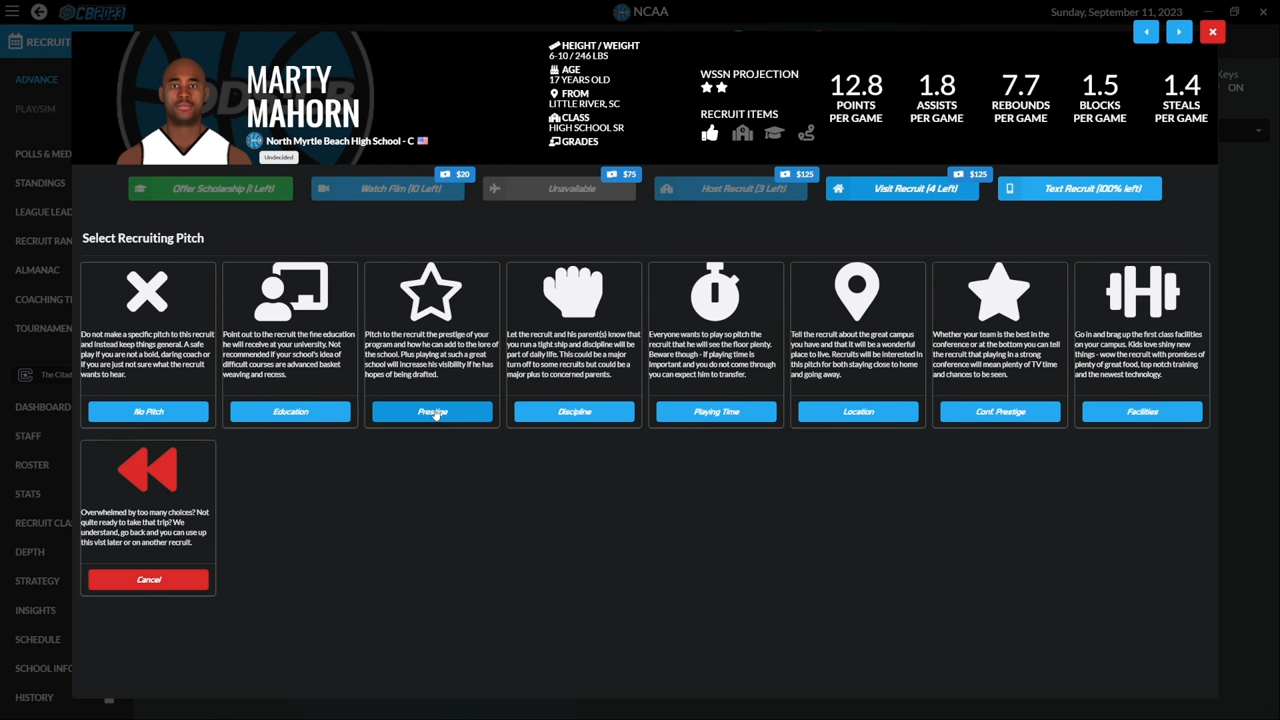 CB2023
NCAA
Sunday, September 11, 2023
RECRUIT
Keys
ON
ADVANCE
PLAY/SIM
POLLS & MED
STANDINGS
LEAGUE LEAD
RECRUIT RAN
ALMANAC
COACHING T
TOURNAMEN
The Citad
DASHBOARD
STAFF
ROSTER
STATS
RECRUIT CLA
DEPTH
STRATEGY
INSIGHTS
SCHEDULE
SCHOOL INFO
HISTORY
MARTY
MAHORN
North Myrtle Beach High School - C
Undecided
HEIGHT / WEIGHT
6-10 / 246 LBS
AGE
17 YEARS OLD
FROM
LITTLE RIVER, SC
CLASS
HIGH SCHOOL SR
GRADES
WSSN PROJECTION
RECRUIT ITEMS
12.8
POINTS
PER GAME
1.8
ASSISTS
PER GAME
7.7
REBOUNDS
PER GAME
1.5
BLOCKS
PER GAME
1.4
STEALS
PER GAME
Offer Scholarship (1 Left)
$20
Watch Film (10 Left)
$75
Unavailable
$125
Host Recruit (3 Left)
$125
Visit Recruit (4 Left)
Text Recruit (100% left)
Select Recruiting Pitch
Do not make a specific pitch to this recruit
and instead keep things general. A safe
play if you are not a bold, daring coach or
if you are just not sure what the recruit
wants to hear.
No Pitch
Point out to the recruit the fine education
he will receive at your university. Not
recommended if your school's idea of
difficult courses are advanced basket
weaving and recess.
Education
Pitch to the recruit the prestige of your
program and how he can add to the lore of
the school. Plus playing at such a great
school will increase his visibility if he has
hopes of being drafted.
Prestige
Let the recruit and his parent(s) know that
you run a tight ship and discipline will be
part of daily life. This could be a major
turn off to some recruits but could be a
major plus to concerned parents.
Discipline
Everyone wants to play so pitch the
recruit that he will see the floor plenty.
Beware though - if playing time is
important and you do not come through
you can expect him to transfer.
Playing Time
Tell the recruit about the great campus
you have and that it will be a wonderful
place to live. Recruits will be interested in
this pitch for both staying close to home
and going away.
Location
Whether your team is the best in the
conference or at the bottom you can tell
the recruit that playing in a strong
conference will mean plenty of TV time
and chances to be seen.
Conf. Prestige
Go in and brag up the first class facilities
on your campus. Kids love shiny new
things - wow the recruit with promises of
plenty of great food, top notch training
and the newest technology.
Facilities
Overwhelmed by too many choices? Not
quite ready to take that trip? We
understand, go back and you can use up
this vist later or on another recruit.
Cancel